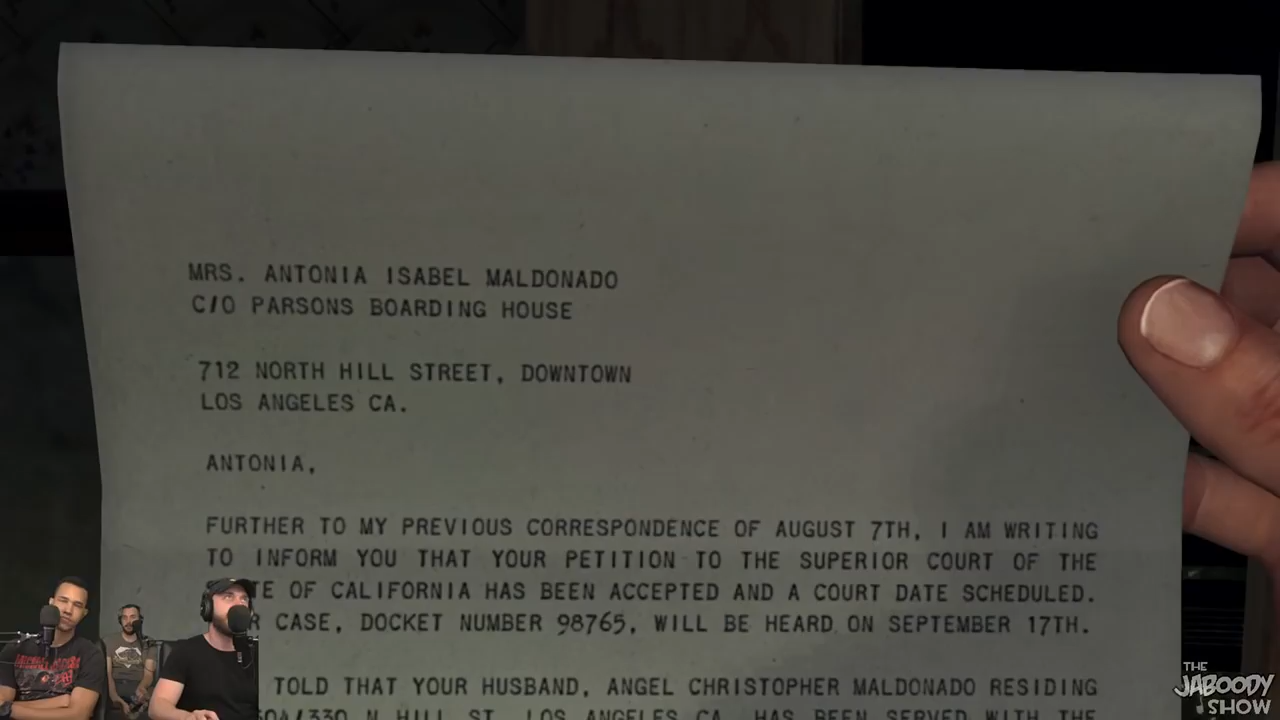 MRS. ANTONIA ISABEL MALDONADO
C/O PARSONS BOARDING HOUSE
712 NORTH HILL STREET, DOWNTOWN
LOS ANGELES CA.
ANTONIA,
FURTHER TO MY PREVIOUS CORRESPONDENCE OF AUGUST 7TH, I AM WRITING
TO INFORM YOU THAT YOUR PETITION TO THE SUPERIOR COURT OF THE
OF CALIFORNIA HAS BEEN ACCEPTED AND A COURT DATE SCHEDULED.
CASE, DOCKET NUMBER 98765, WILL BE HEARD ON SEPTEMBER 17TH.
TOLD THAT YOUR HUSBAND, ANGEL CHRISTOPHER MALDONADO RESIDING
N HILL ST. LOS ANGELES CA. HAS BEEN SERVED WITH THE
THE
JABOODY
SHOW